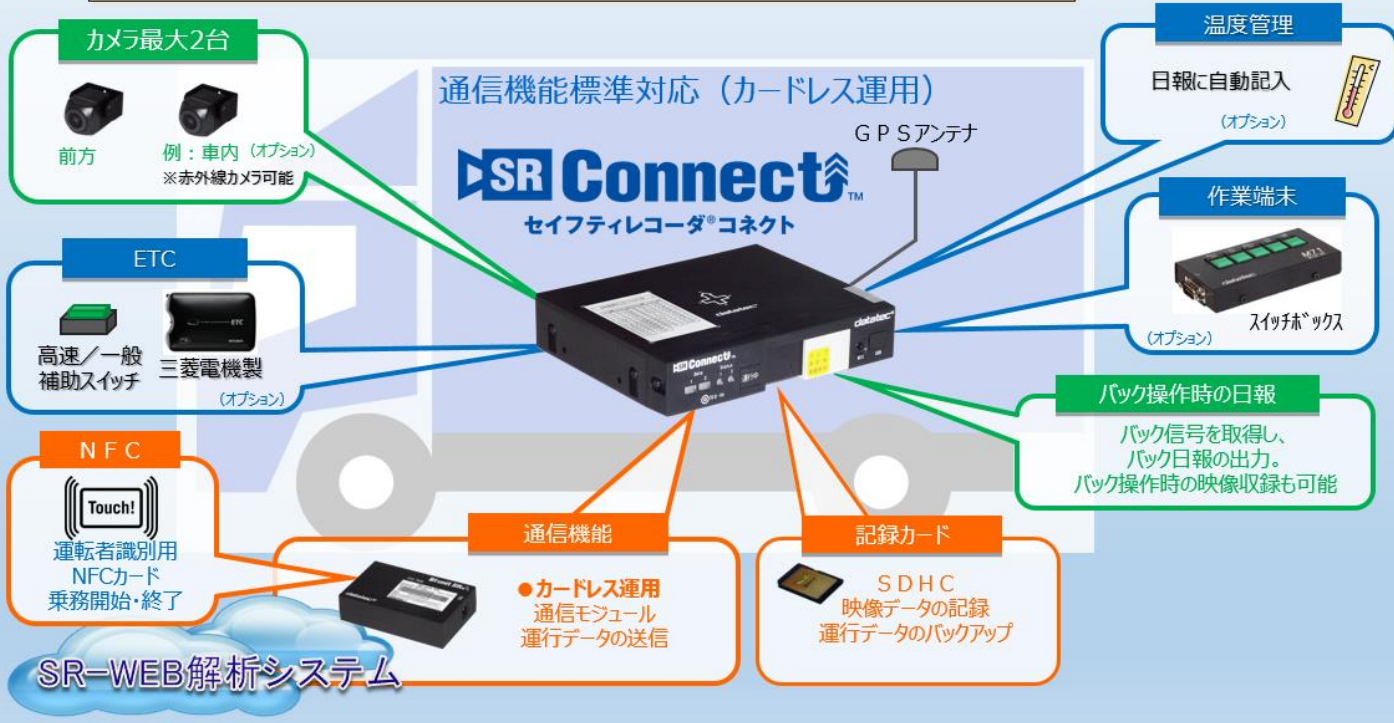 カメラ最大2台
前方
例：車内（オプション）
※赤外線カメラ可能
通信機能標準対応（カードレス運用）
GPSアンテナ
SR Connect™
セイフティレコーダ®コネクト
温度管理
日報に自動記入
（オプション）
ETC
高速／一般
補助スイッチ
ETC
三菱電機製
（オプション）
datatec
datatec
SR Connect
Status
1 2
作業端末
MZ1
スイッチボックス
（オプション）
バック操作時の日報
バック信号を取得し、
バック日報の出力。
バック操作時の映像収録も可能
NFC
Touch!
運転者識別用
NFCカード
乗務開始・終了
通信機能
●カードレス運用
通信モジュール
運行データの送信
datatec
記録カード
SDHC
映像データの記録
運行データのバックアップ
SR-WEB解析システム